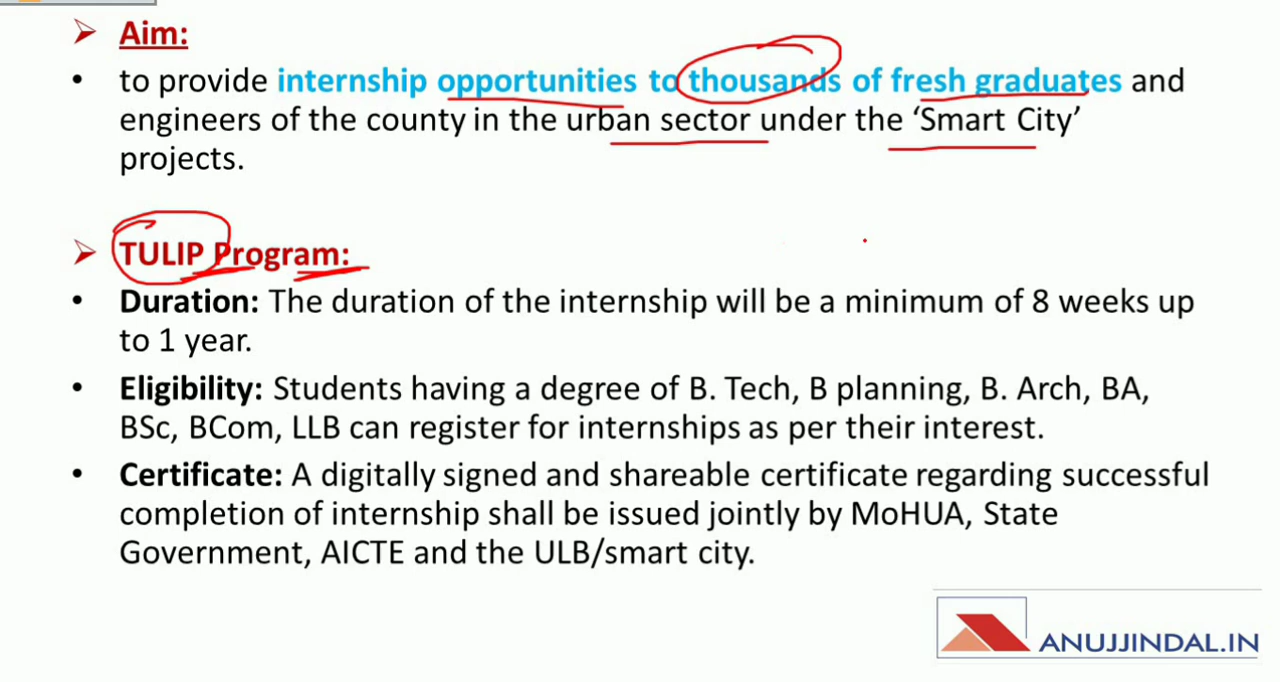 Aim:
to provide internship opportunities to thousands of fresh graduates and
engineers of the county in the urban sector under the ‘Smart City’
projects.
TULIP Program:
Duration: The duration of the internship will be a minimum of 8 weeks up
to 1 year.
Eligibility: Students having a degree of B. Tech, B planning, B. Arch, BA,
BSc, BCom, LLB can register for internships as per their interest.
Certificate: A digitally signed and shareable certificate regarding successful
completion of internship shall be issued jointly by MoHUA, State
Government, AICTE and the ULB/smart city.
ANUJJINDAL.IN